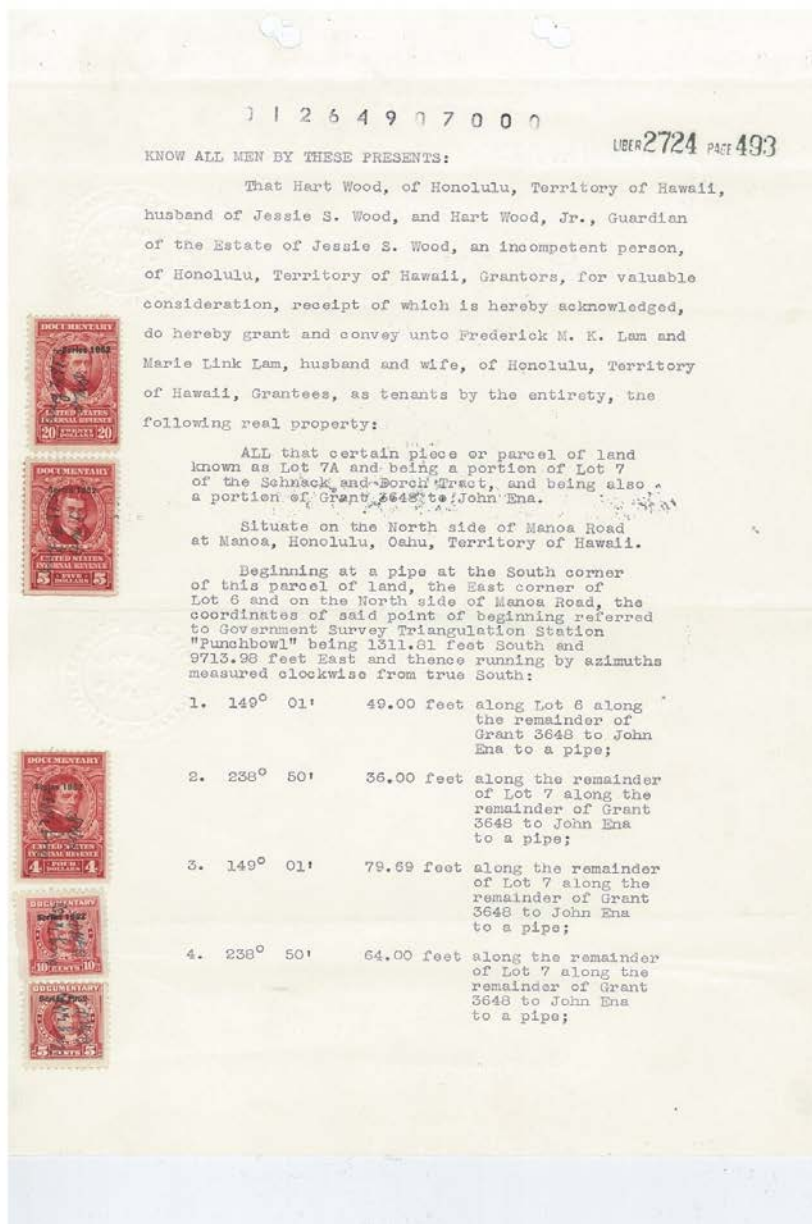 0 1 2 6 4 9 0 7 0 0 0
LIBER 2724 PAGE 493
KNOW ALL MEN BY THESE PRESENTS:
That Hart Wood, of Honolulu, Territory of Hawaii,
husband of Jessie S. Wood, and Hart Wood, Jr., Guardian
of the Estate of Jessie S. Wood, an incompetent person,
of Honolulu, Territory of Hawaii, Grantors, for valuable
consideration, receipt of which is hereby acknowledged,
do hereby grant and convey unto Frederick M. K. Lam and
Marie Link Lam, husband and wife, of Honolulu, Territory
of Hawaii, Grantees, as tenants by the entirety, the
following real property:
ALL that certain piece or parcel of land
known as Lot 7A and being a portion of Lot 7
of the Schnack and Borch Tract, and being also
a portion of Grant 3648 to John Ena.
Situate on the North side of Manoa Road
at Manoa, Honolulu, Oahu, Territory of Hawaii.
Beginning at a pipe at the South corner
of this parcel of land, the East corner of
Lot 6 and on the North side of Manoa Road, the
coordinates of said point of beginning referred
to Government Survey Triangulation Station
"Punchbowl" being 1311.81 feet South and
9713.98 feet East and thence running by azimuths
measured clockwise from true South:
1. 149° 01' 49.00 feet along Lot 6 along
the remainder of
Grant 3648 to John
Ena to a pipe;
2. 238° 50' 36.00 feet along the remainder
of Lot 7 along the
remainder of Grant
3648 to John Ena
to a pipe;
3. 149° 01' 79.69 feet along the remainder
of Lot 7 along the
remainder of Grant
3648 to John Ena
to a pipe;
4. 238° 50' 64.00 feet along the remainder
of Lot 7 along the
remainder of Grant
3648 to John Ena
to a pipe;
DOCUMENTARY
Series 1952
UNITED STATES
INTERNAL REVENUE
20 TWENTY DOLLARS 20
DOCUMENTARY
Series 1952
UNITED STATES
INTERNAL REVENUE
5 FIVE DOLLARS 5
DOCUMENTARY
Series 1952
UNITED STATES
INTERNAL REVENUE
4 FOUR DOLLARS 4
DOCUMENTARY
Series 1952
10 CENTS 10
DOCUMENTARY
Series 1952
5 CENTS 5